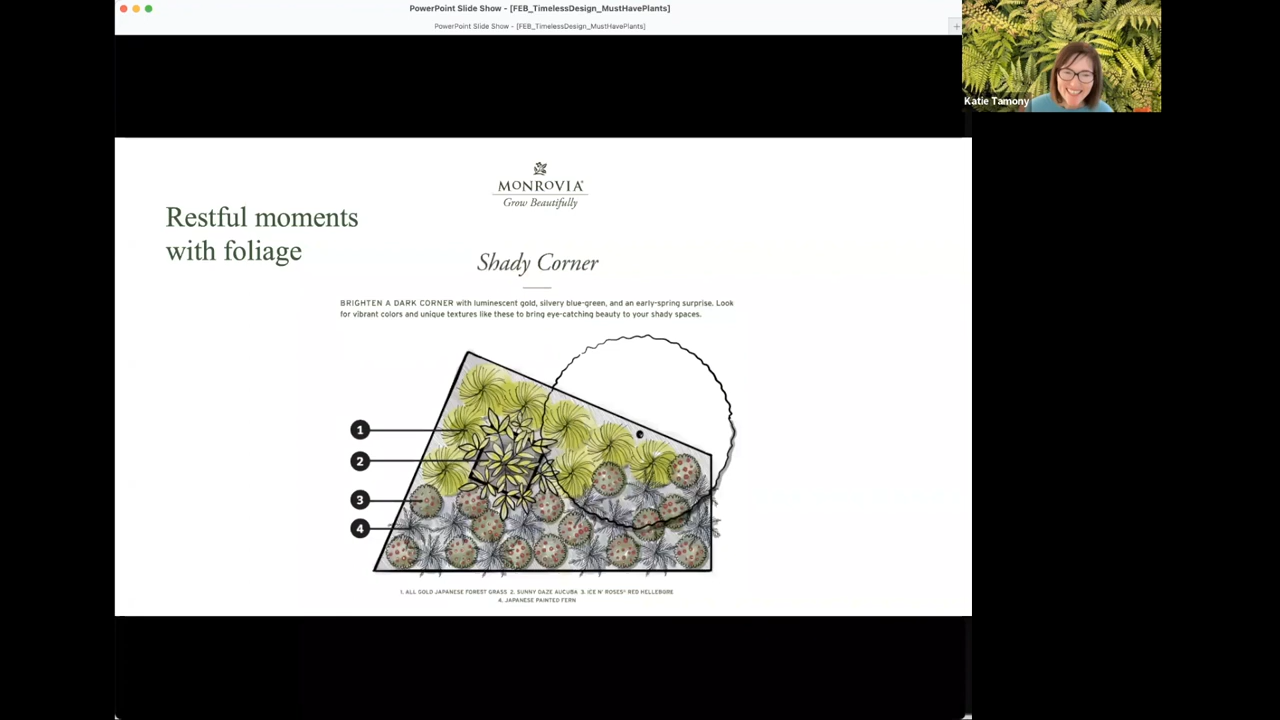 PowerPoint Slide Show - [FEB_TimelessDesign_MustHavePlants]
PowerPoint Slide Show - [FEB_TimelessDesign_MustHavePlants]
+
Katie Tamony
MONROVIA®
Grow Beautifully
Restful moments
with foliage
Shady Corner
BRIGHTEN A DARK CORNER with luminescent gold, silvery blue-green, and an early-spring surprise. Look
for vibrant colors and unique textures like these to bring eye-catching beauty to your shady spaces.
1
2
3
4
1. ALL GOLD JAPANESE FOREST GRASS 2. SUNNY DAZE AUCUBA 3. ICE N' ROSES® RED HELLEBORE
4. JAPANESE PAINTED FERN